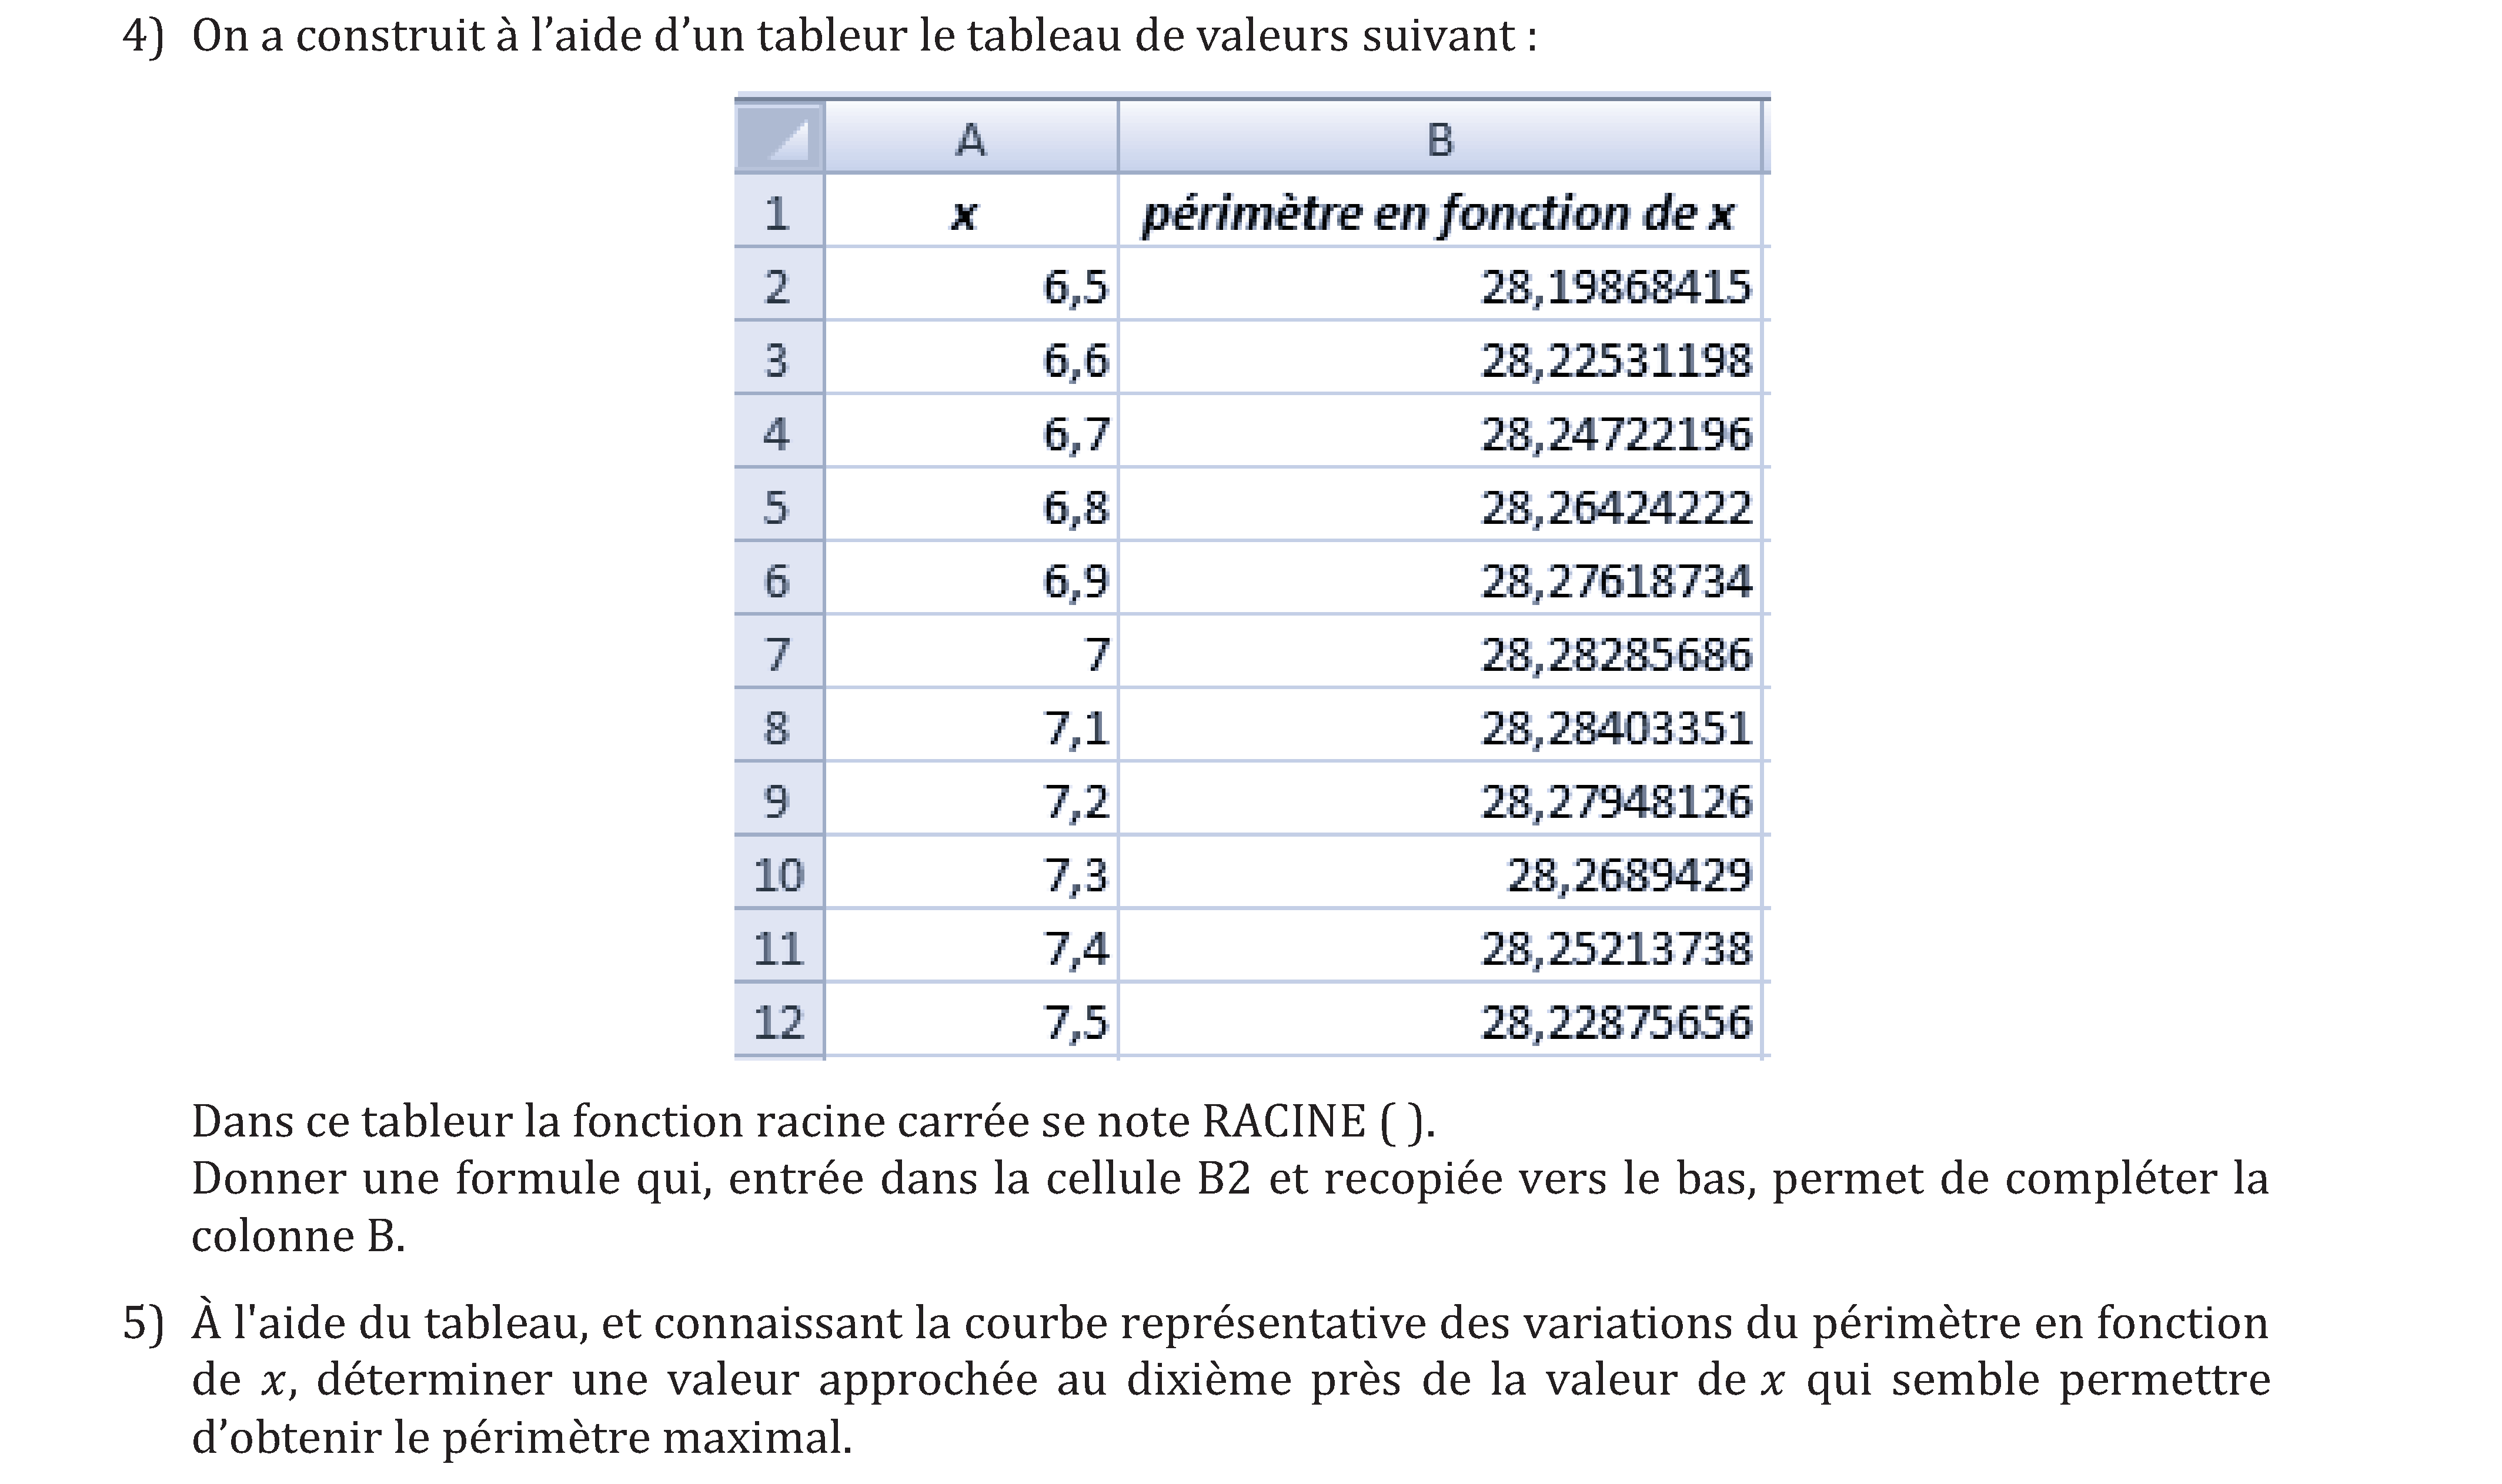 4) On a construit à l’aide d’un tableur le tableau de valeurs suivant :
A B
1 x périmètre en fonction de x
2 6,5 28,19868415
3 6,6 28,22531198
4 6,7 28,24722196
5 6,8 28,26424222
6 6,9 28,27618734
7 7 28,28285686
8 7,1 28,28403351
9 7,2 28,27948126
10 7,3 28,2689429
11 7,4 28,25213738
12 7,5 28,22875656
Dans ce tableur la fonction racine carrée se note RACINE ( ).
Donner une formule qui, entrée dans la cellule B2 et recopiée vers le bas, permet de compléter la
colonne B.
5) À l'aide du tableau, et connaissant la courbe représentative des variations du périmètre en fonction
de x, déterminer une valeur approchée au dixième près de la valeur de x qui semble permettre
d’obtenir le périmètre maximal.